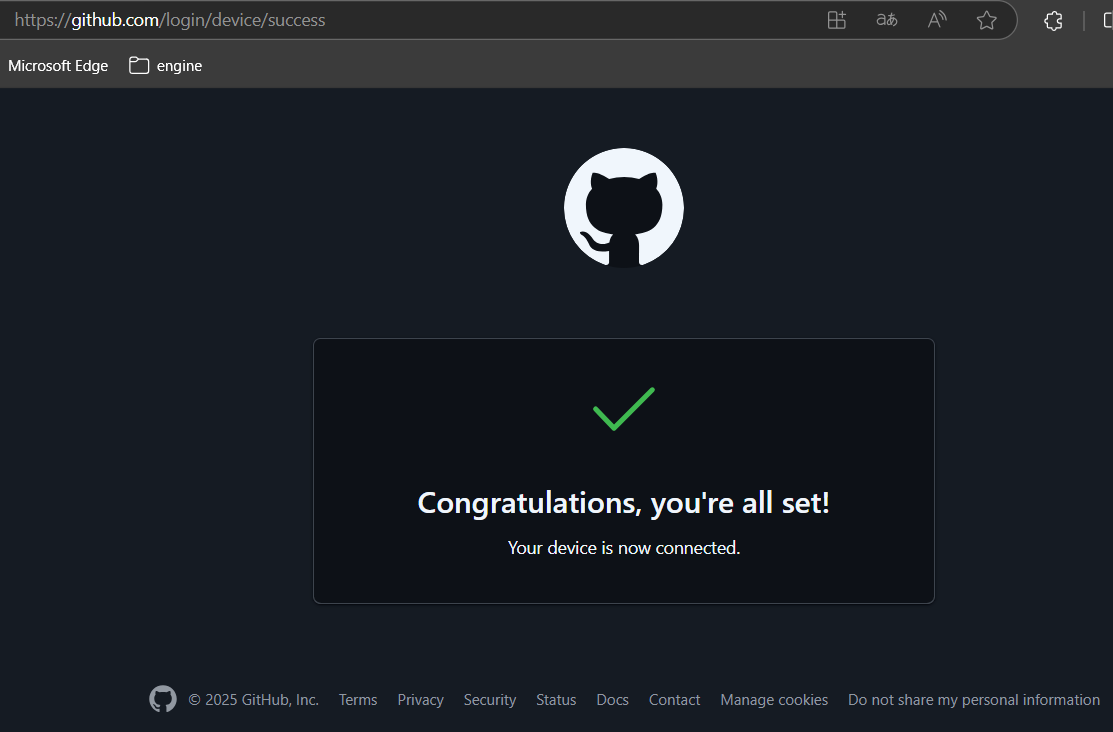 https://github.com/login/device/success
Microsoft Edge engine
Congratulations, you're all set!
Your device is now connected.
© 2025 GitHub, Inc. Terms Privacy Security Status Docs Contact Manage cookies Do not share my personal information